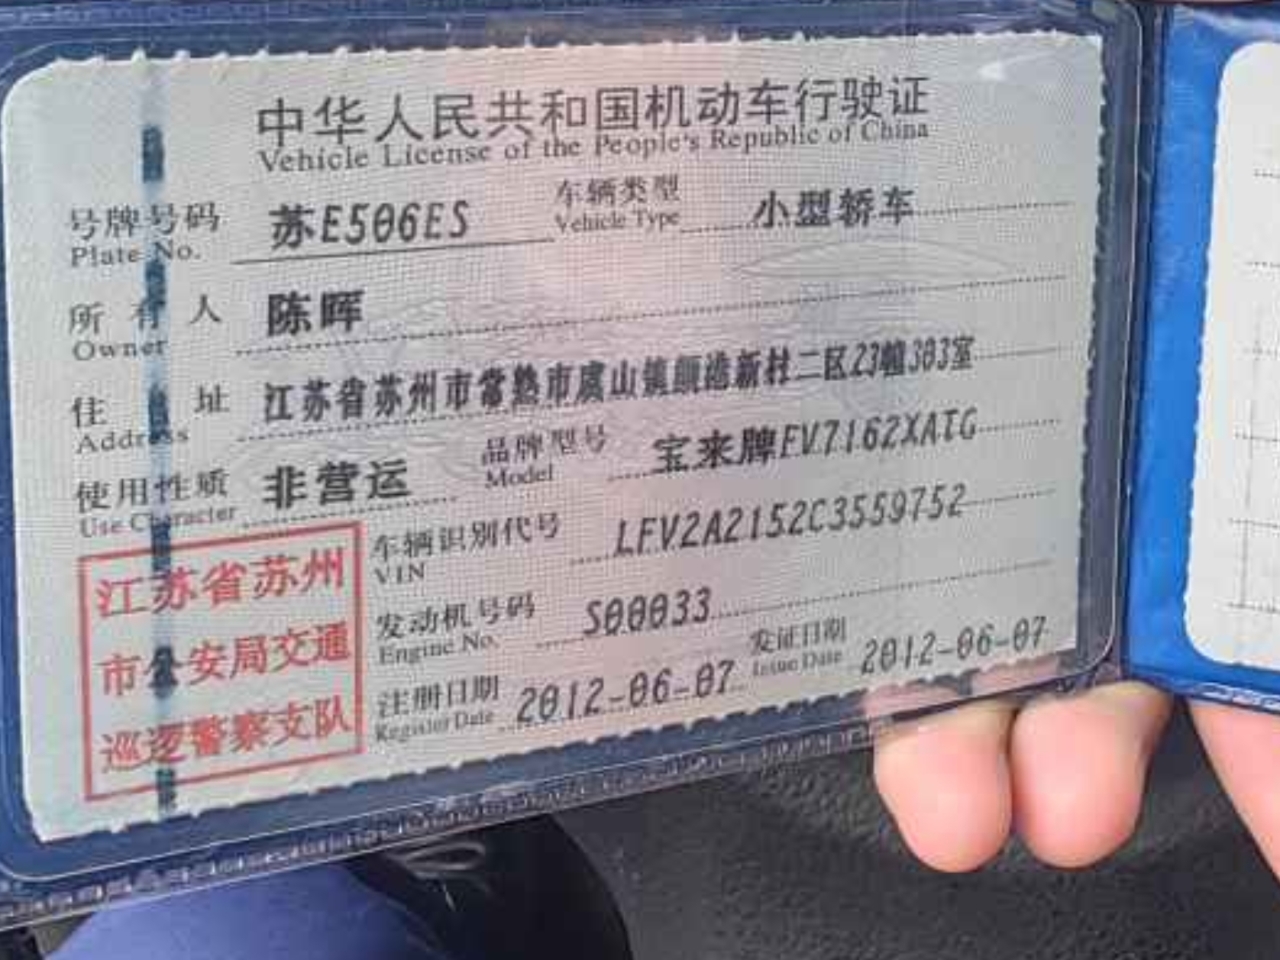 中华人民共和国机动车行驶证
Vehicle License of the People's Republic of China
号牌号码 苏E506ES 车辆类型 小型轿车
Plate No. Vehicle Type
所有人 陈晖
Owner
住址 江苏省苏州市常熟市虞山镇颜港新村二区23幢303室
Address
使用性质 非营运 品牌型号 宝来牌FV7162XATG
Use Character Model
车辆识别代号 LFV2A2152C3559752
VIN
发动机号码 S00033
Engine No.
注册日期 2012-06-07 发证日期 2012-06-07
Register Date Issue Date
江苏省苏州
市公安局交通
巡逻警察支队